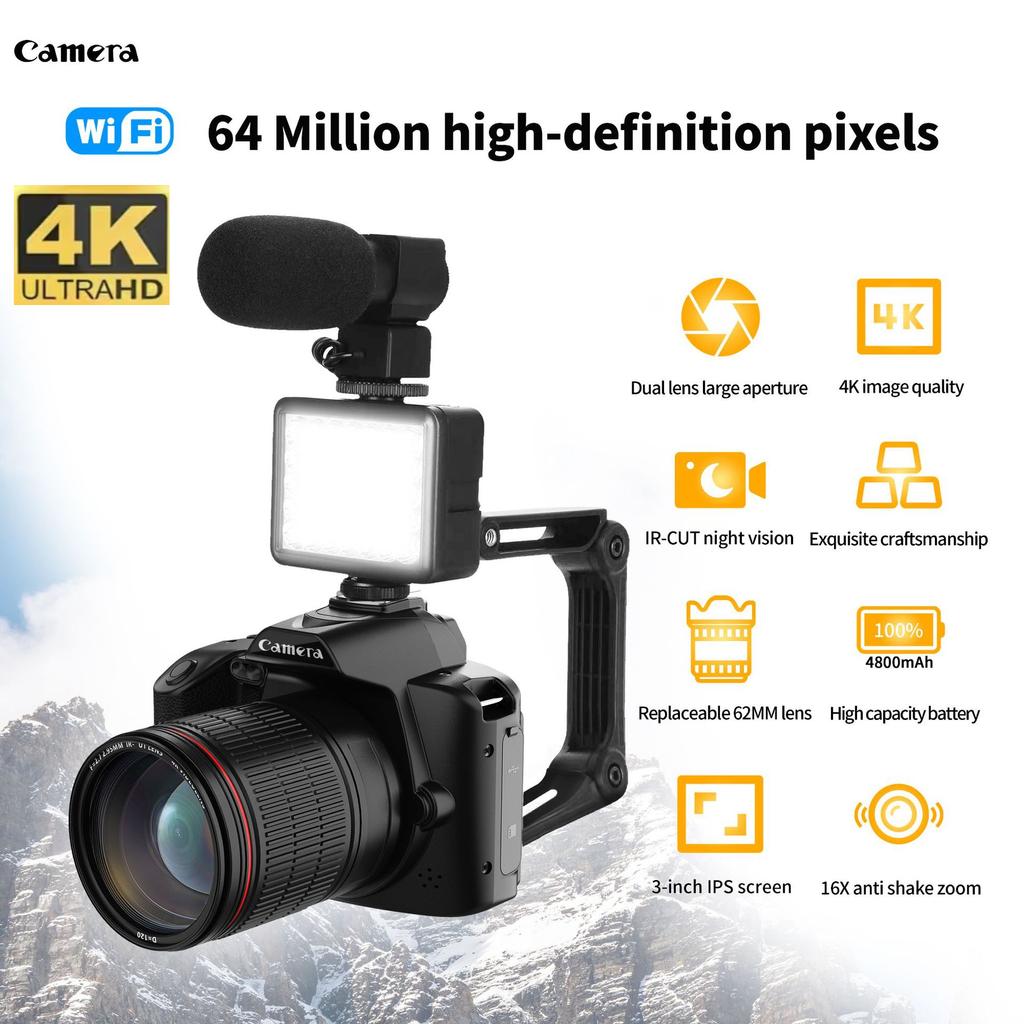 Camera
WiFi
64 Million high-definition pixels
4K
ULTRAHD
Dual lens large aperture
4K
4K image quality
IR-CUT night vision
Exquisite craftsmanship
Camera
100%
4800mAh
Replaceable 62MM lens
High capacity battery
3-inch IPS screen
16X anti shake zoom
D=120